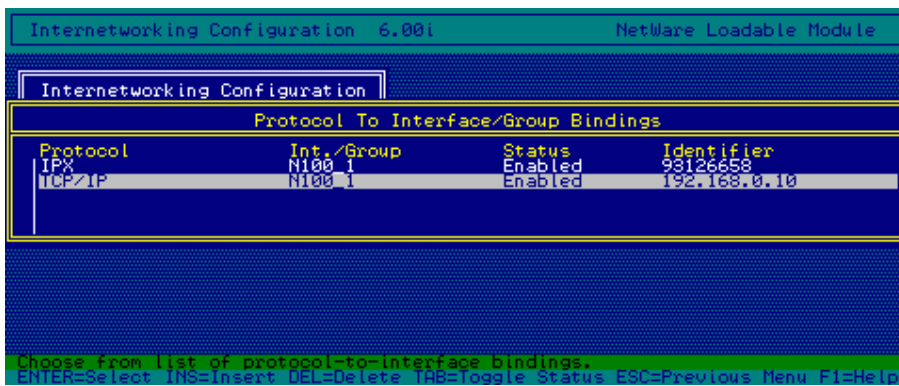 Internetworking Configuration 6.00i NetWare Loadable Module
Internetworking Configuration
Protocol To Interface/Group Bindings
Protocol Int./Group Status Identifier
IPX N100_1 Enabled 93126658
TCP/IP N100_1 Enabled 192.168.0.10
Choose from list of protocol-to-interface bindings.
ENTER=Select INS=Insert DEL=Delete TAB=Toggle Status ESC=Previous Menu F1=Help